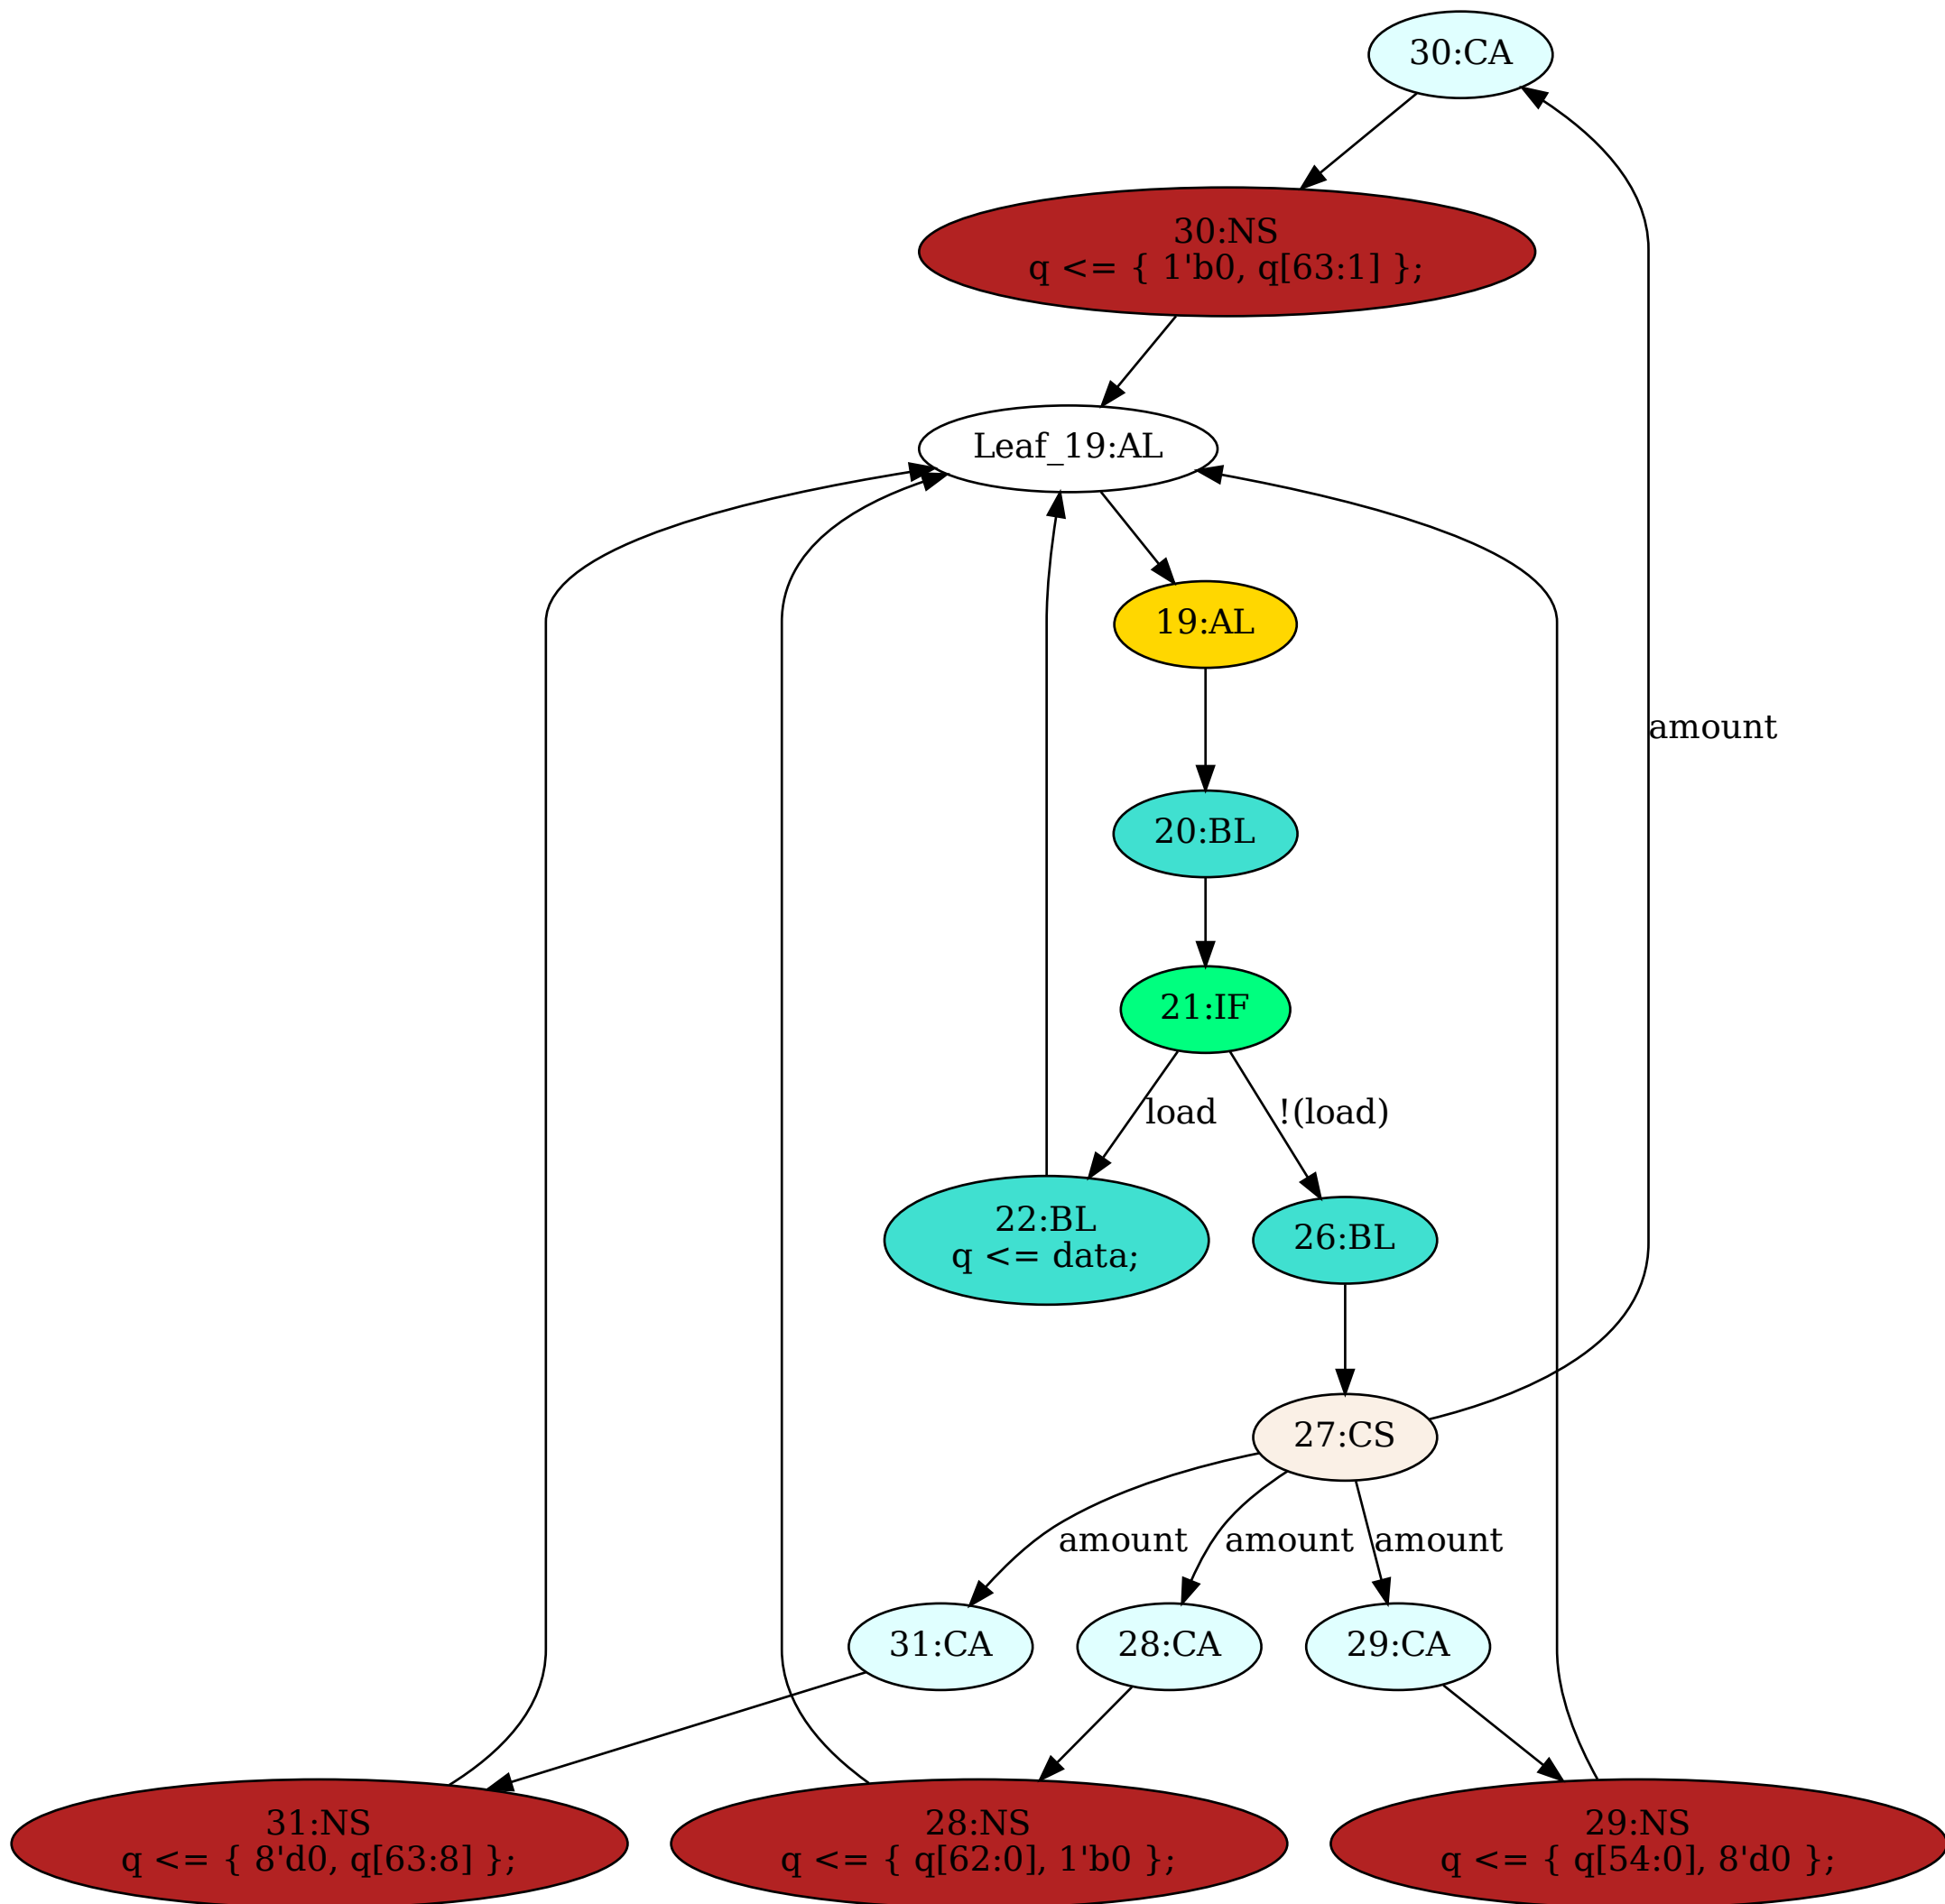 30:CA
30:NS
q <= { 1'b0, q[63:1] };
Leaf_19:AL
19:AL
amount
20:BL
21:IF
load
!(load)
22:BL
q <= data;
26:BL
27:CS
amount
amount
amount
31:CA
28:CA
29:CA
31:NS
q <= { 8'd0, q[63:8] };
28:NS
q <= { q[62:0], 1'b0 };
29:NS
q <= { q[54:0], 8'd0 };